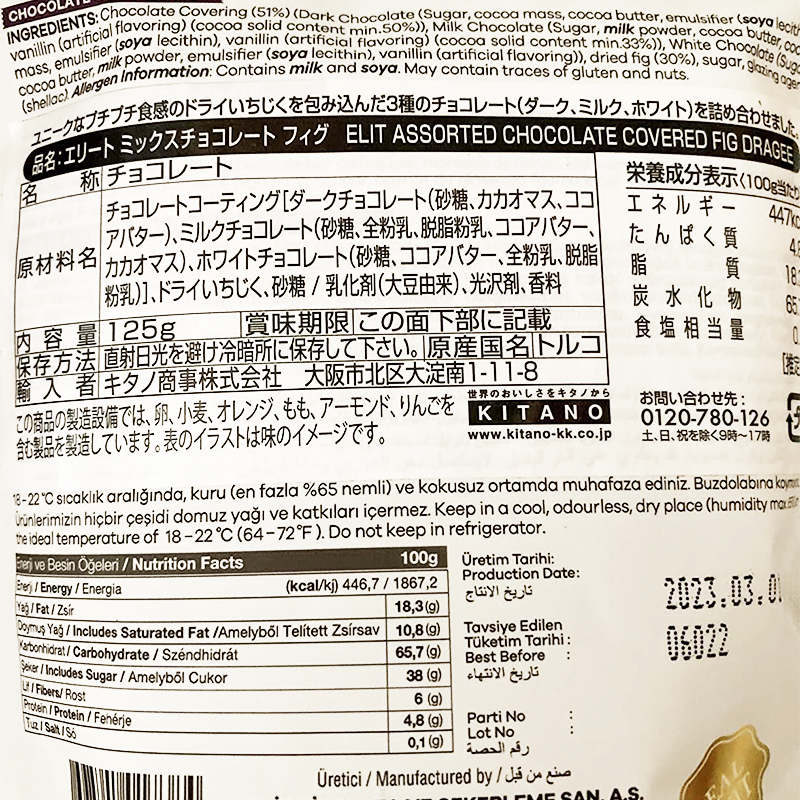 CHOCOLATE
INGREDIENTS: Chocolate Covering (51%) (Dark Chocolate (Sugar, cocoa mass, cocoa butter, emulsifier (soya
vanillin (artificial flavoring) (cocoa solid content min.50%)), Milk Chocolate (Sugar, milk powder, cocoa butter,
mass, emulsifier (soya lecithin), vanillin (artificial flavoring) (cocoa solid content min.33%)), White Chocolate
cocoa butter, milk powder, emulsifier (soya lecithin), vanillin (artificial flavoring)), dried fig (30%), sugar, glazing
(shellac). Allergen Information: Contains milk and soya. May contain traces of gluten and nuts.
ユニークなプチプチ食感のドライいちじくを包み込んだ3種のチョコレート(ダーク、ミルク、ホワイト)を詰め合わせました。
品名:エリート ミックスチョコレート フィグ ELIT ASSORTED CHOCOLATE COVERED FIG DRAGEE
名称 チョコレート
原材料名 チョコレートコーティング[ダークチョコレート(砂糖、カカオマス、ココ
アバター)、ミルクチョコレート(砂糖、全粉乳、脱脂粉乳、ココアバター、
カカオマス)、ホワイトチョコレート(砂糖、ココアバター、全粉乳、脱脂
粉乳)]、ドライいちじく、砂糖 / 乳化剤(大豆由来)、光沢剤、香料
内容量 125g 賞味期限 この面下部に記載
保存方法 直射日光を避け冷暗所に保存して下さい。 原産国名 トルコ
輸入者 キタノ商事株式会社 大阪市北区大淀南1-11-8
栄養成分表示(100g当たり
エネルギー 447
たんぱく質
脂質
炭水化物
食塩相当量
この商品の製造設備では、卵、小麦、オレンジ、もも、アーモンド、りんごを
含む製品を製造しています。表のイラストは味のイメージです。
世界のおいしさをキタノから
KITANO
www.kitano-kk.co.jp
お問い合わせ先:
0120-780-126
土、日、祝を除く9時〜17時
18-22°C sıcaklık aralığında, kuru (en fazla %65 nemli) ve kokusuz ortamda muhafaza ediniz. Buzdolabına
Ürünlerimizin hiçbir çeşidi domuz yağı ve katkıları içermez. Keep in a cool, odourless, dry place (humidity max
the ideal temperature of 18-22°C (64-72°F). Do not keep in refrigerator.
Enerji ve Besin Öğeleri / Nutrition Facts 100g
Enerji / Energy / Energia (kcal/kj) 446,7 / 1867,2
Yağ / Fat / Zsír 18,3 (g)
Doymuş Yağ / Includes Saturated Fat /Amelyből Telített Zsírsav 10,8 (g)
Karbonhidrat / Carbohydrate / Széndhidrát 65,7 (g)
Şeker / Includes Sugar / Amelyből Cukor 38 (g)
Lif / Fibers/ Rost 6 (g)
Protein / Protein / Fehérje 4,8 (g)
Tuz / Salt / Só 0,1 (g)
Üretim Tarihi:
Production Date:
تاريخ الانتاج
2023.03.0
Tavsiye Edilen
Tüketim Tarihi :
Best Before :
تاريخ الانتهاء
06022
Parti No :
Lot No :
رقم الحصة
Üretici / Manufactured by / صنع من قبل
SAN. A.S.